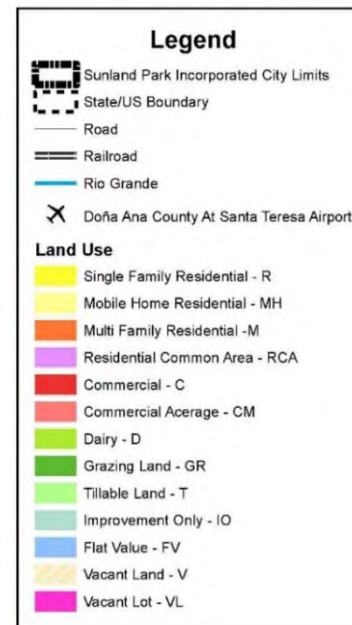 Legend
Sunland Park Incorporated City Limits
State/US Boundary
Road
Railroad
Rio Grande
Doña Ana County At Santa Teresa Airport
Land Use
Single Family Residential - R
Mobile Home Residential - MH
Multi Family Residential -M
Residential Common Area - RCA
Commercial - C
Commercial Acerage - CM
Dairy - D
Grazing Land - GR
Tillable Land - T
Improvement Only - IO
Flat Value - FV
Vacant Land - V
Vacant Lot - VL